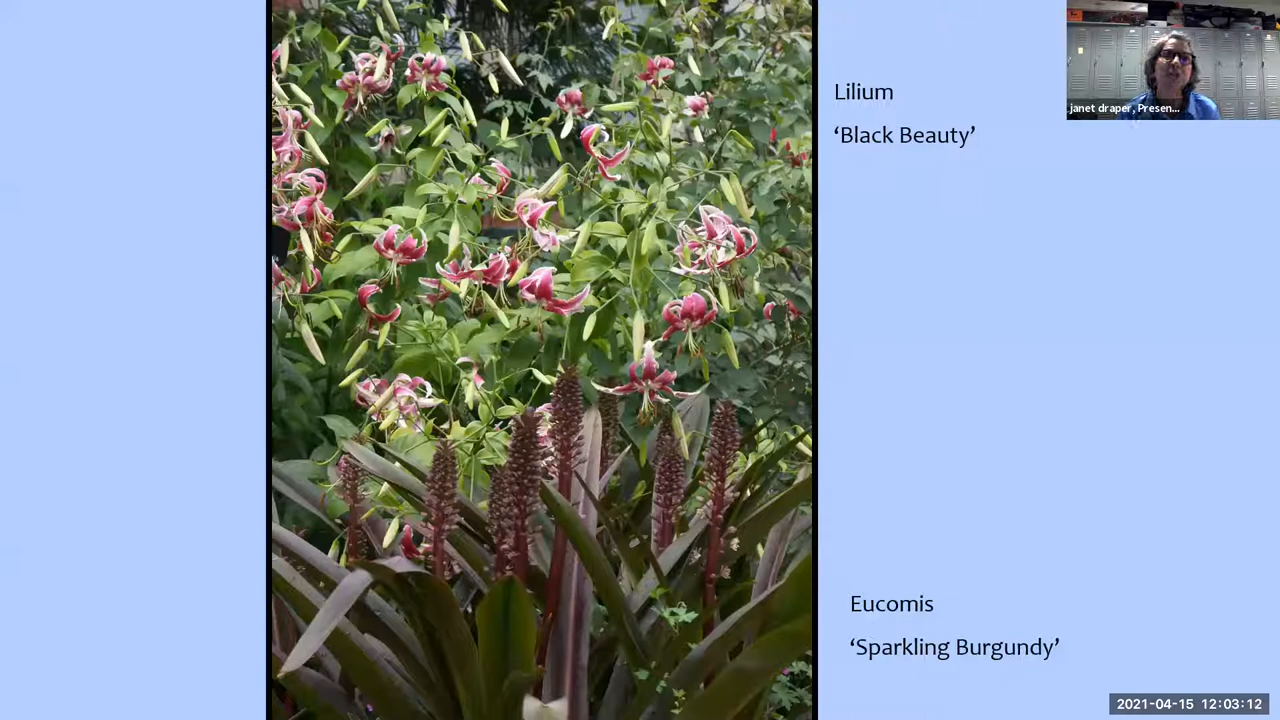 Lilium
‘Black Beauty’
janet draper, Presen...
Eucomis
‘Sparkling Burgundy’
2021-04-15 12:03:12